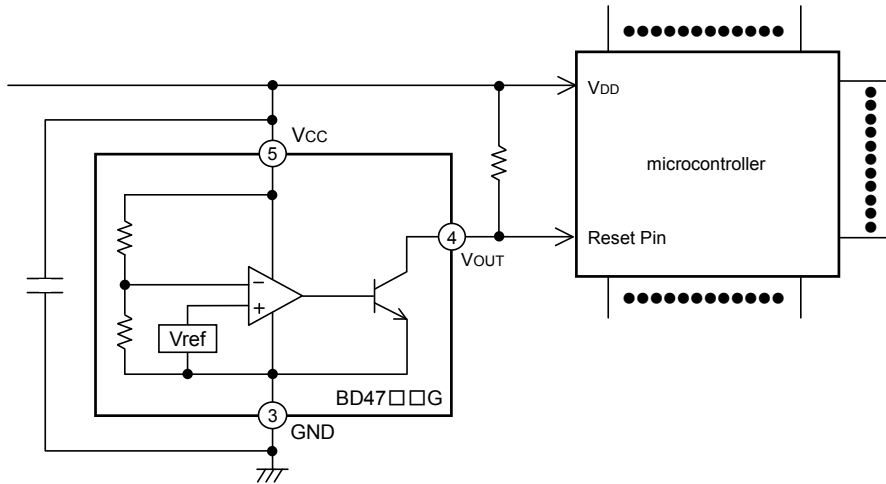 VDD
VCC
5
microcontroller
4
Reset Pin
VOUT
−
+
Vref
BD47□□G
3
GND